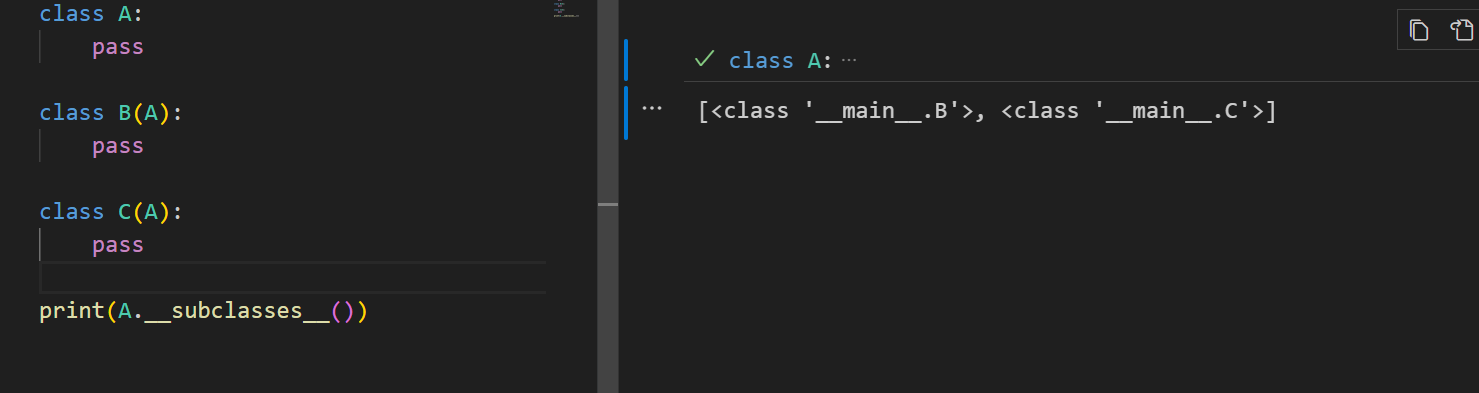 class A:
    pass

class B(A):
    pass

class C(A):
    pass

print(A.__subclasses__())
class A: ···
··· [<class '__main__.B'>, <class '__main__.C'>]